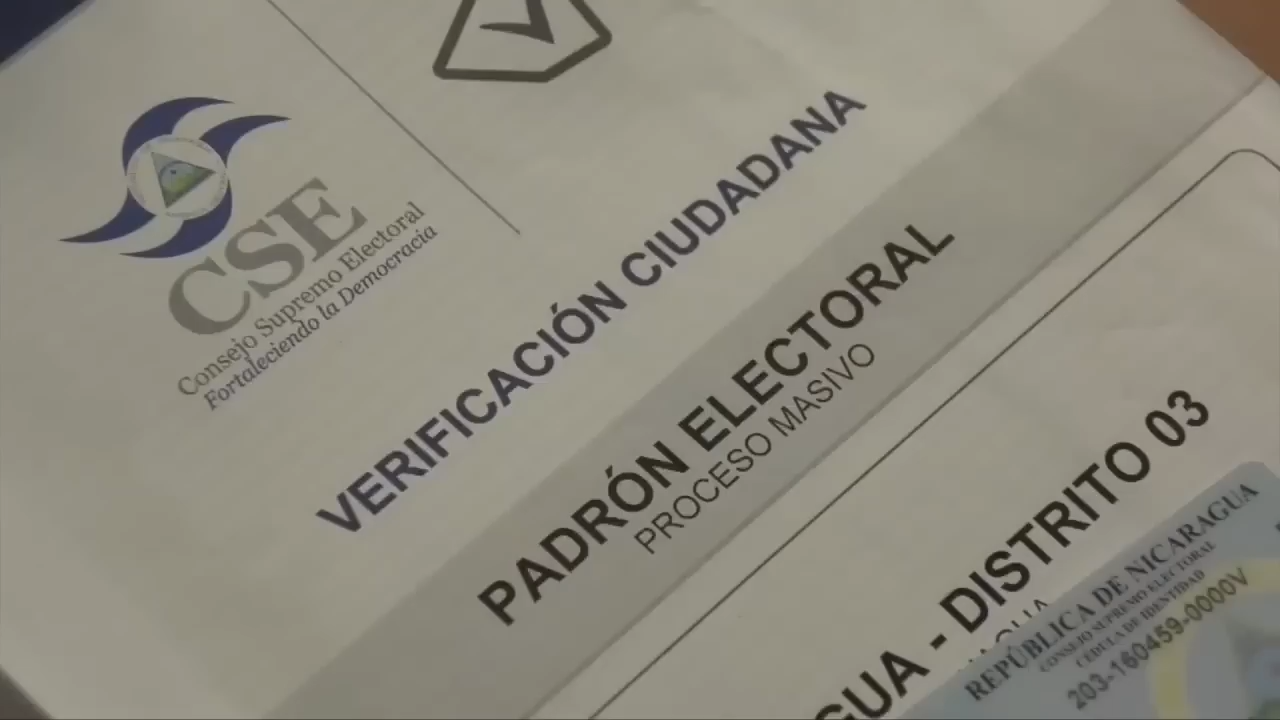 CSE
Consejo Supremo Electoral
Fortaleciendo la Democracia
VERIFICACIÓN CIUDADANA
PADRÓN ELECTORAL
PROCESO MASIVO
GUA - DISTRITO 03
AGUA
REPÚBLICA DE NICARAGUA
CONSEJO SUPREMO ELECTORAL
CÉDULA DE IDENTIDAD
203-160459-0000V